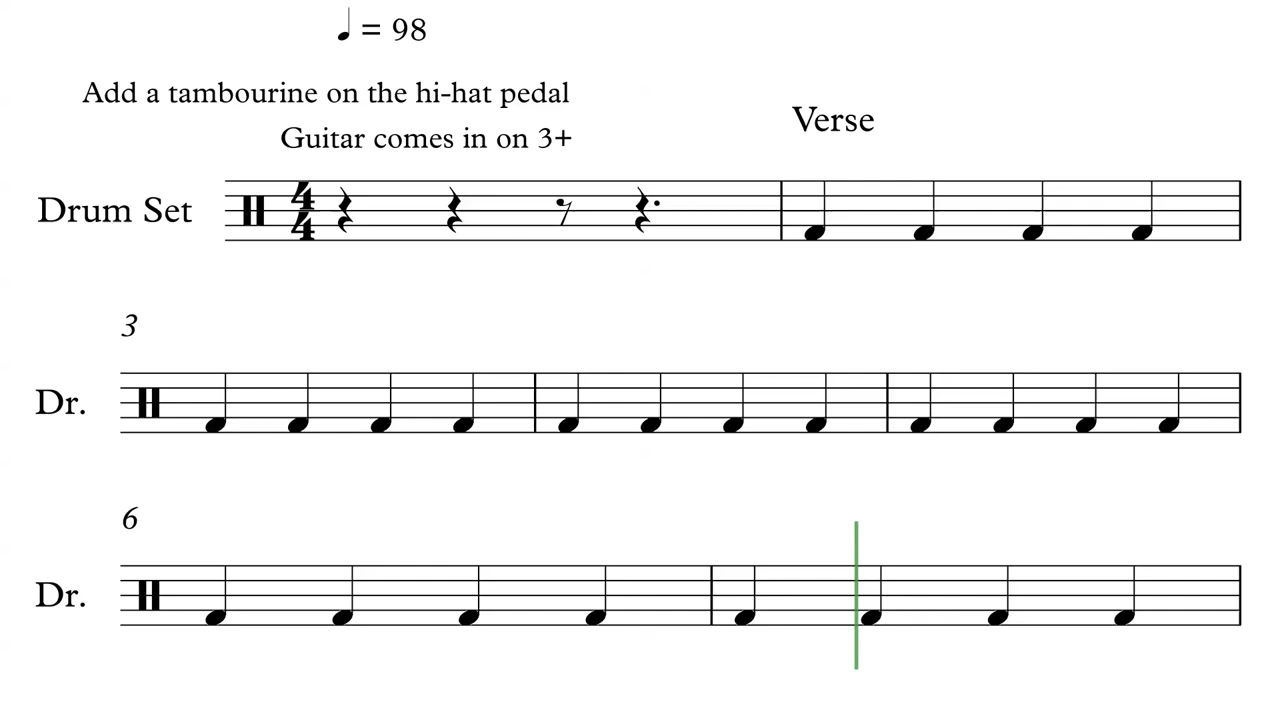 ♩ = 98
Add a tambourine on the hi-hat pedal
Guitar comes in on 3+
Verse
Drum Set
4
4
3
Dr.
6
Dr.